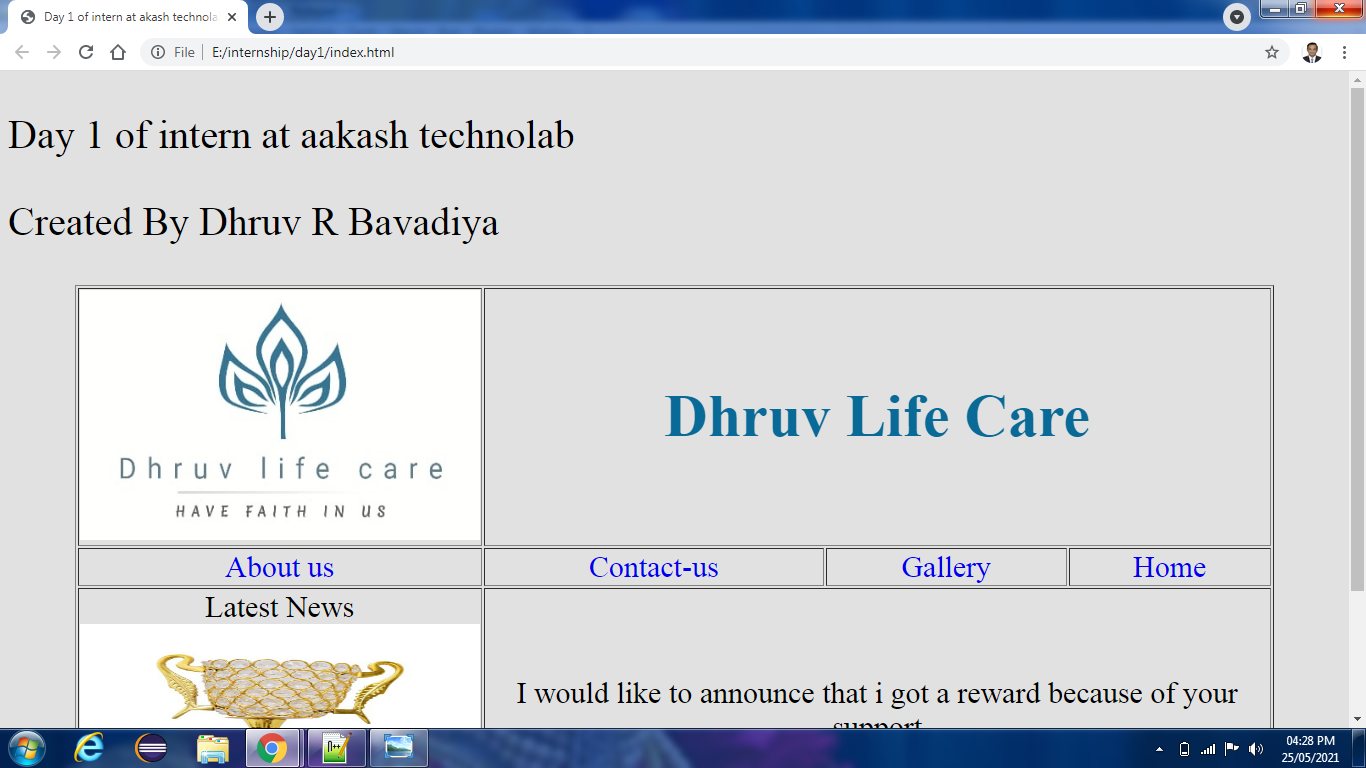 Day 1 of intern at akash technola
File
E:/internship/day1/index.html
Day 1 of intern at aakash technolab
Created By Dhruv R Bavadiya
Dhruv life care
HAVE FAITH IN US
Dhruv Life Care
About us
Contact-us
Gallery
Home
Latest News
I would like to announce that i got a reward because of your
support
04:28 PM
25/05/2021